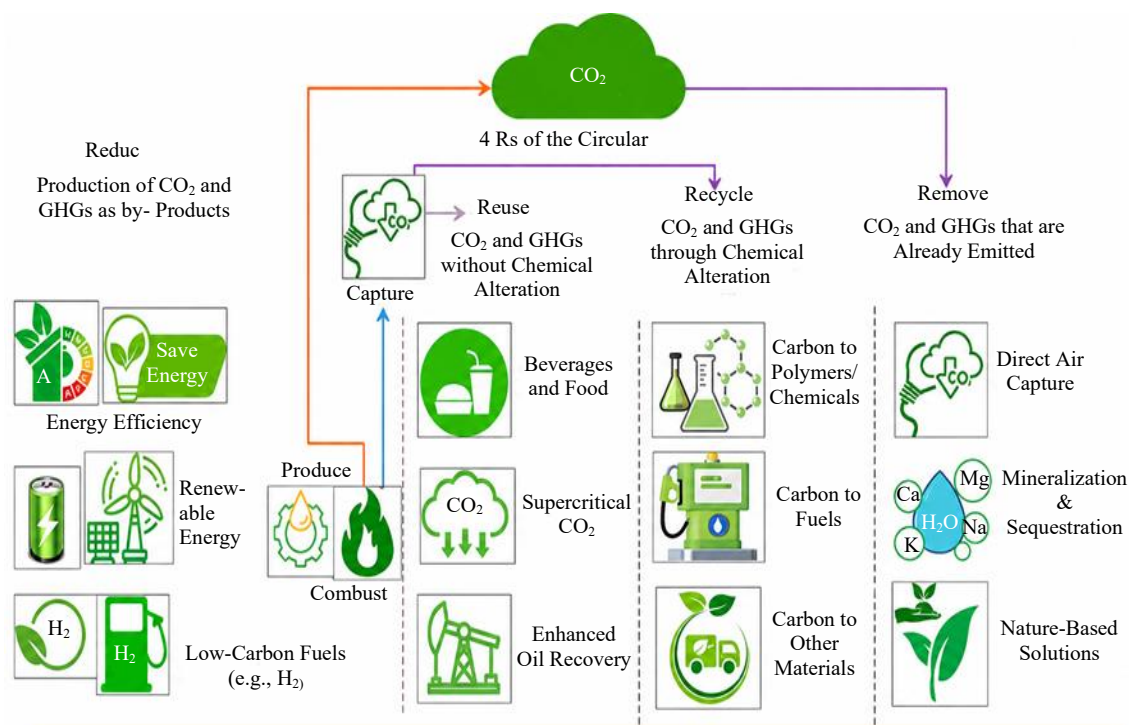 CO₂
4 Rs of the Circular
Reduc
Production of CO₂ and
GHGs as by- Products
A
Save
Energy
Energy Efficiency
Renew-
able
Energy
H₂
H₂
Low-Carbon Fuels
(e.g., H₂)
Produce
Combust
CO₂
Capture
Reuse
CO₂ and GHGs
without Chemical
Alteration
Beverages
and Food
CO₂
Supercritical
CO₂
Enhanced
Oil Recovery
Recycle
CO₂ and GHGs
through Chemical
Alteration
Carbon to
Polymers/
Chemicals
Carbon to
Fuels
Carbon to
Other
Materials
Remove
CO₂ and GHGs that are
Already Emitted
CO₂
Direct Air
Capture
Ca
Mg
H₂O
Na
K
Mineralization
&
Sequestration
Nature-Based
Solutions